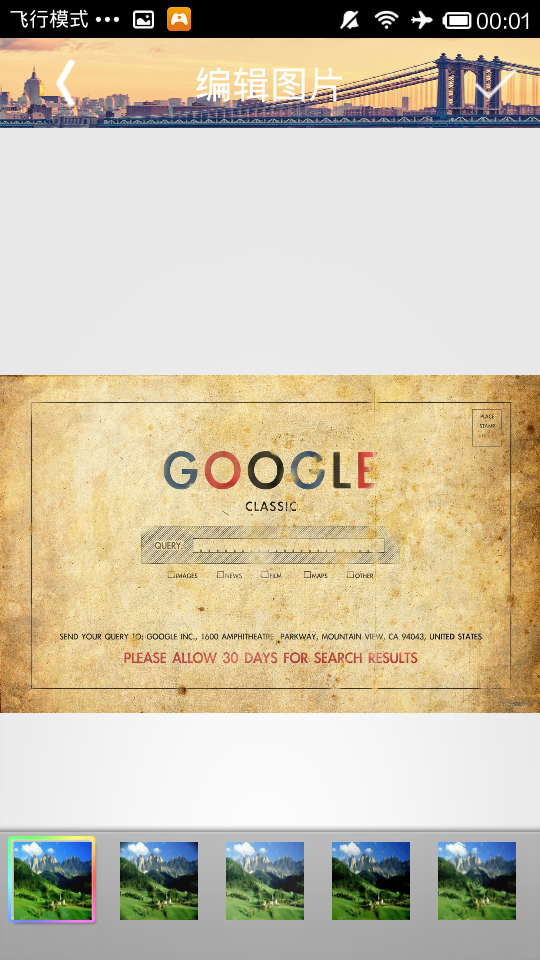 飞行模式
00:01
编辑图片
PLACE
STAMP
GOOGLE
CLASSIC
QUERY:
IMAGES NEWS FILM MAPS OTHER
SEND YOUR QUERY TO: GOOGLE INC., 1600 AMPHITHEATRE PARKWAY, MOUNTAIN VIEW, CA 94043, UNITED STATES
PLEASE ALLOW 30 DAYS FOR SEARCH RESULTS